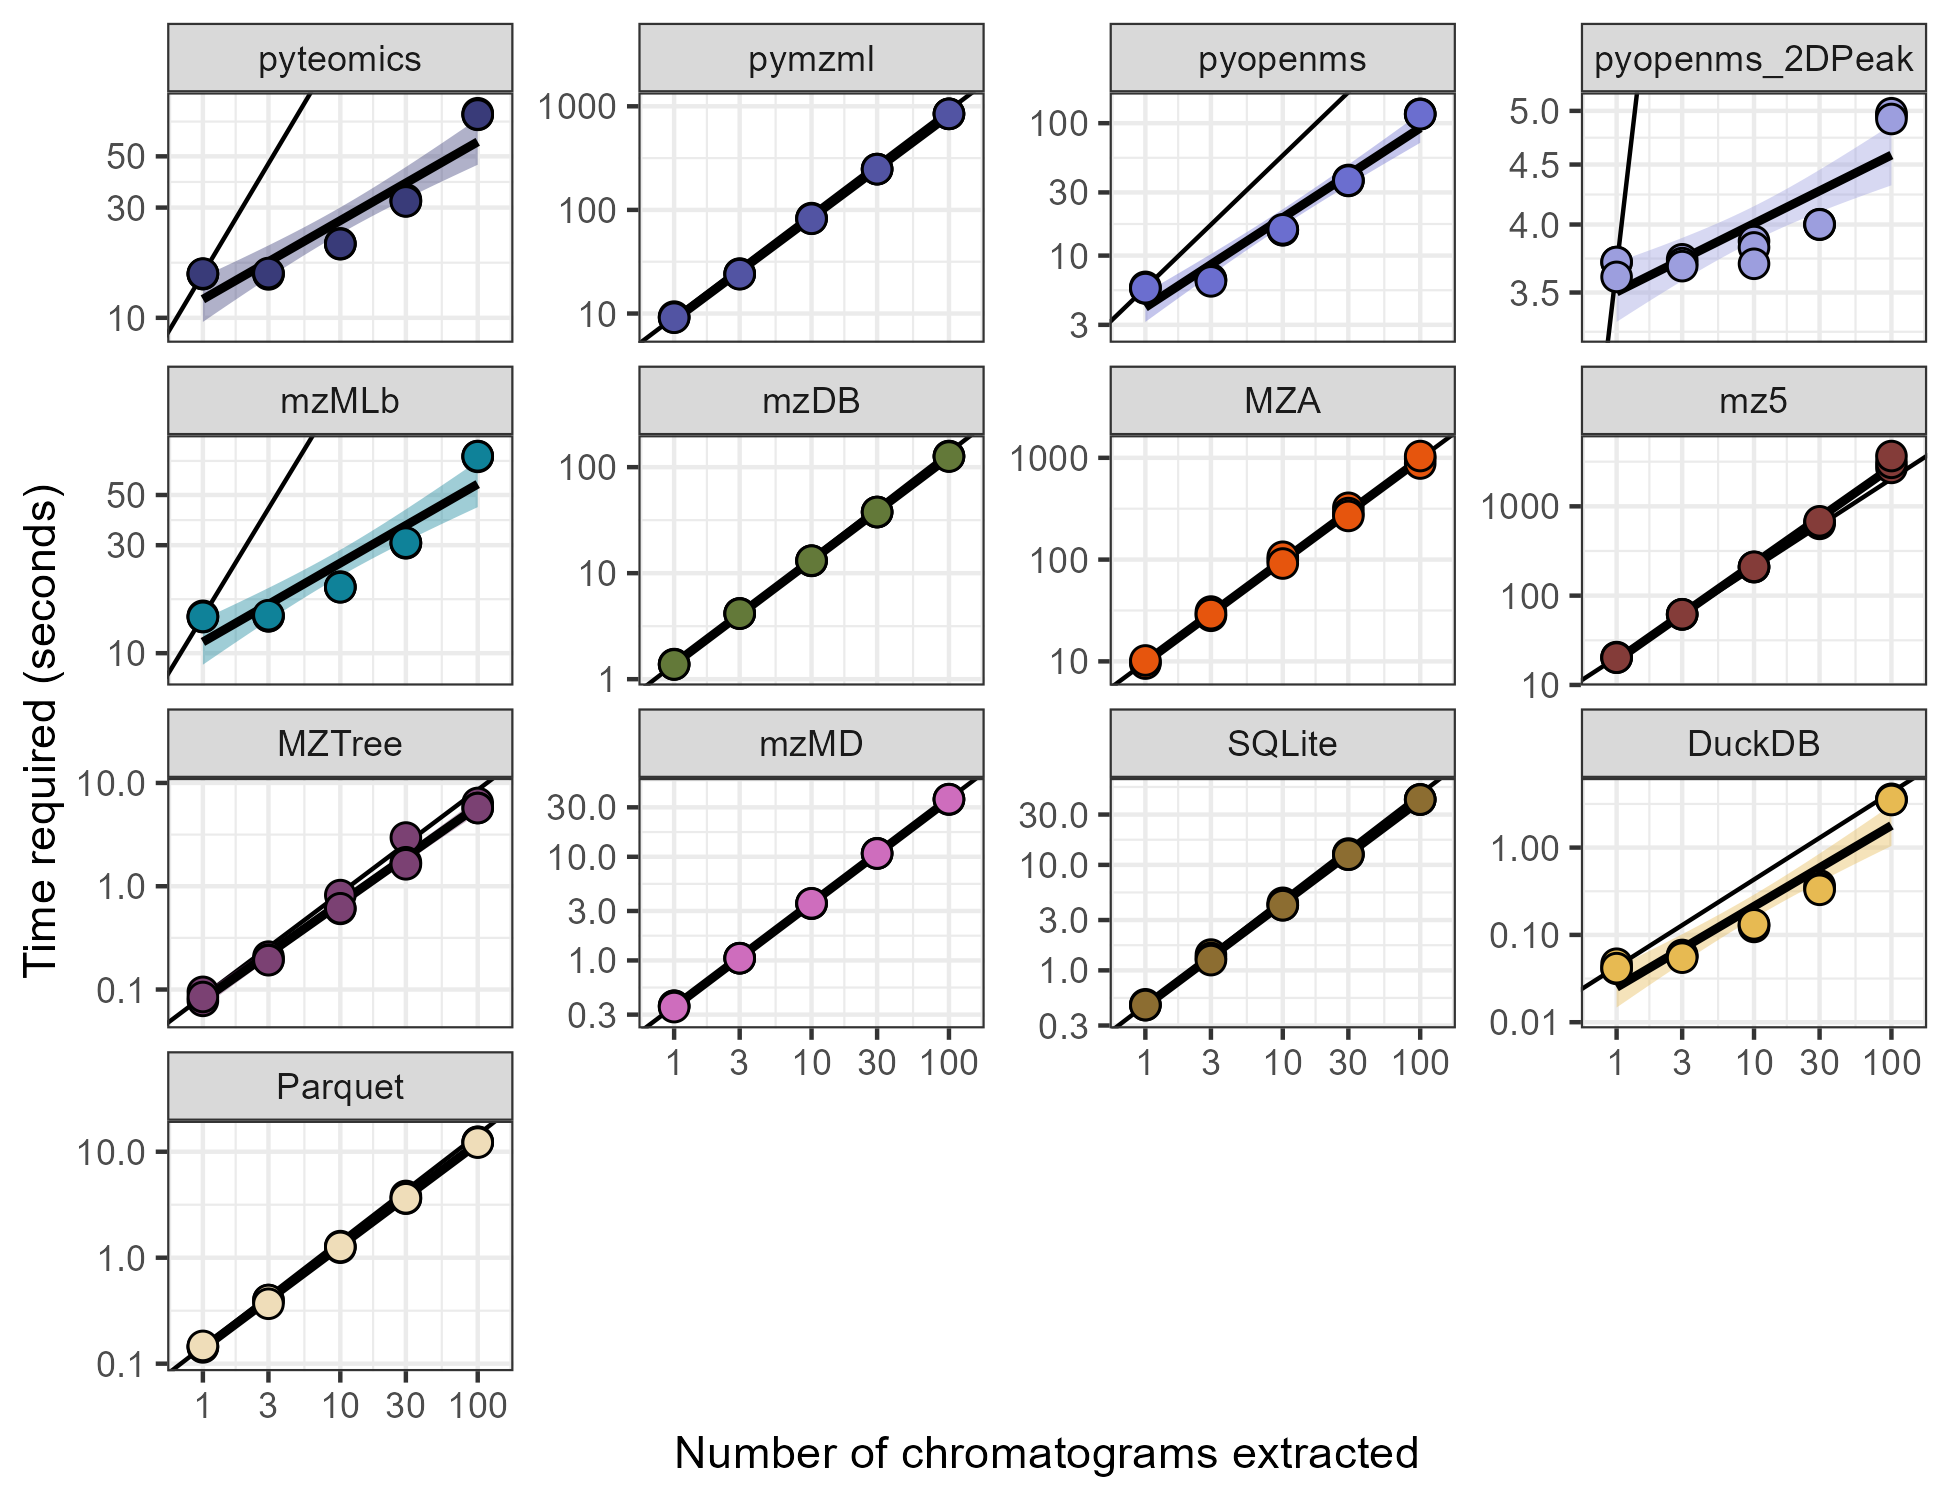 pyteomics pymzml pyopenms pyopenms_2DPeak
50 30 10
1000 100 10
100 30 10 3
5.0 4.5 4.0 3.5
mzMLb mzDB MZA mz5
50 30 10
100 10 1
1000 100 10
1000 100 10
MZTree mzMD SQLite DuckDB
10.0 1.0 0.1
30.0 10.0 3.0 1.0 0.3
30.0 10.0 3.0 1.0 0.3
1.00 0.10 0.01
1 3 10 30 100
1 3 10 30 100
1 3 10 30 100
Parquet
10.0 1.0 0.1
1 3 10 30 100
Time required (seconds)
Number of chromatograms extracted